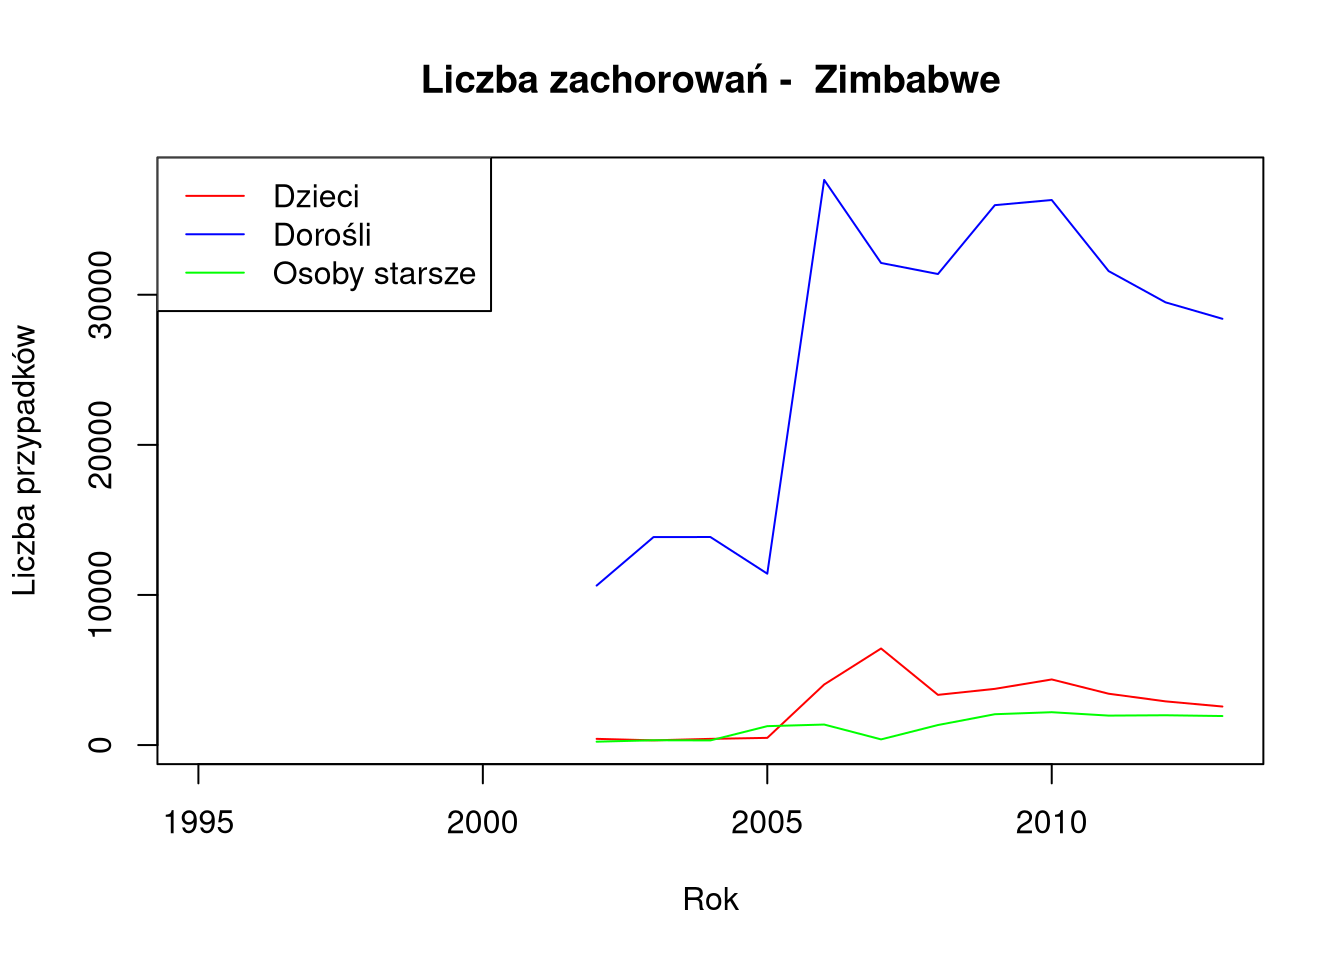 Liczba zachorowań -  Zimbabwe
Dzieci
Dorośli
Osoby starsze
Liczba przypadków
30000
20000
10000
0
1995
2000
2005
2010
Rok